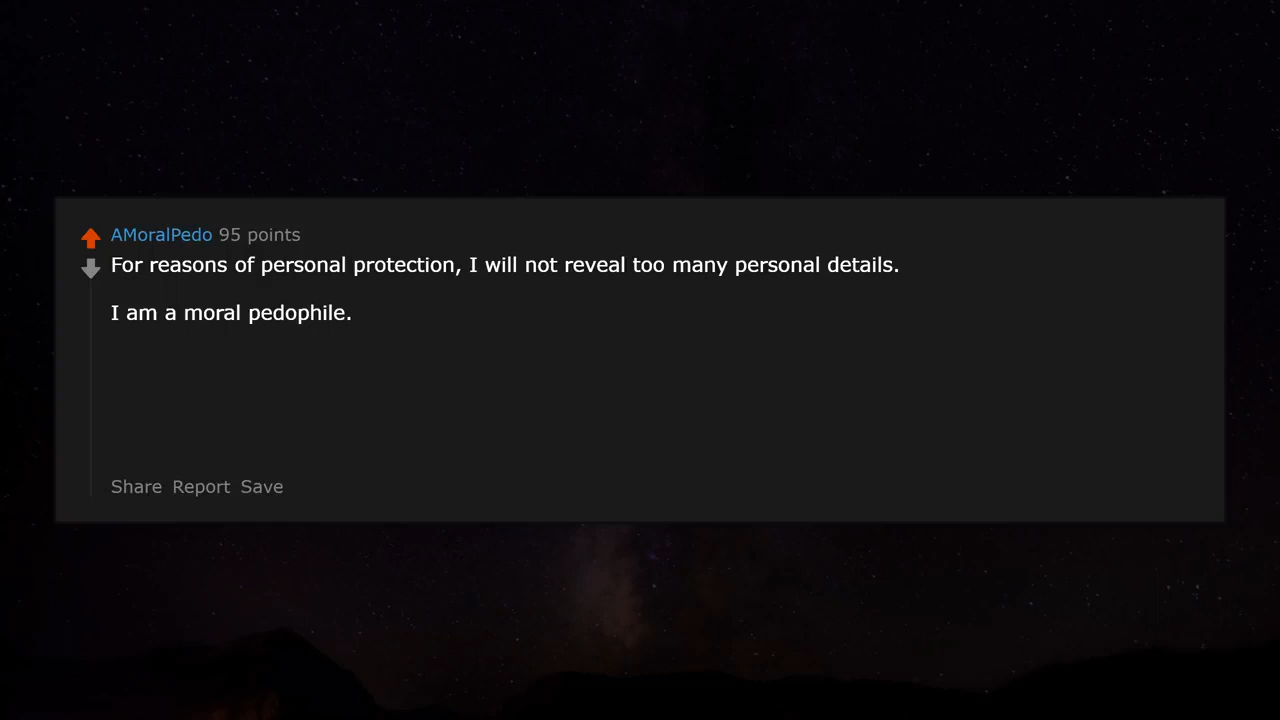 AMoralPedo 95 points
For reasons of personal protection, I will not reveal too many personal details.
I am a moral pedophile.
Share Report Save